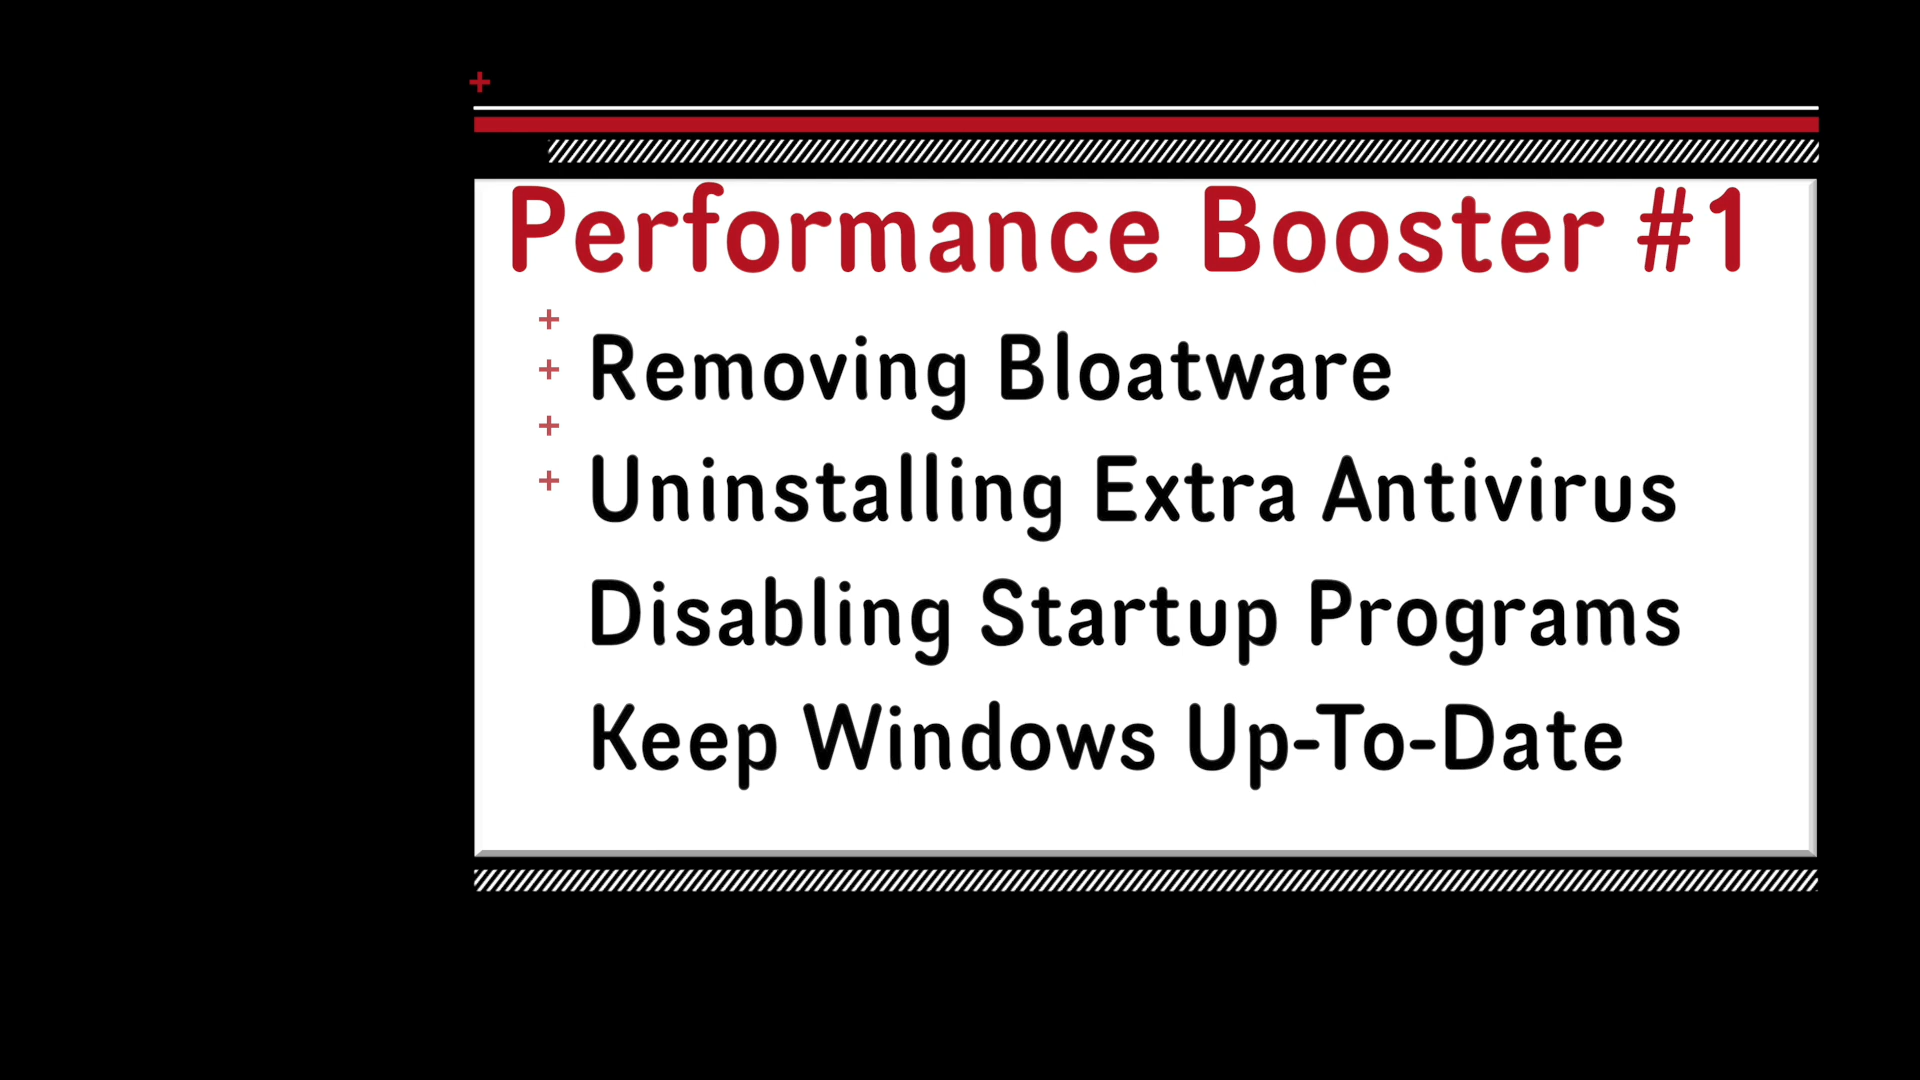 Performance Booster #1
Removing Bloatware
Uninstalling Extra Antivirus
Disabling Startup Programs
Keep Windows Up-To-Date